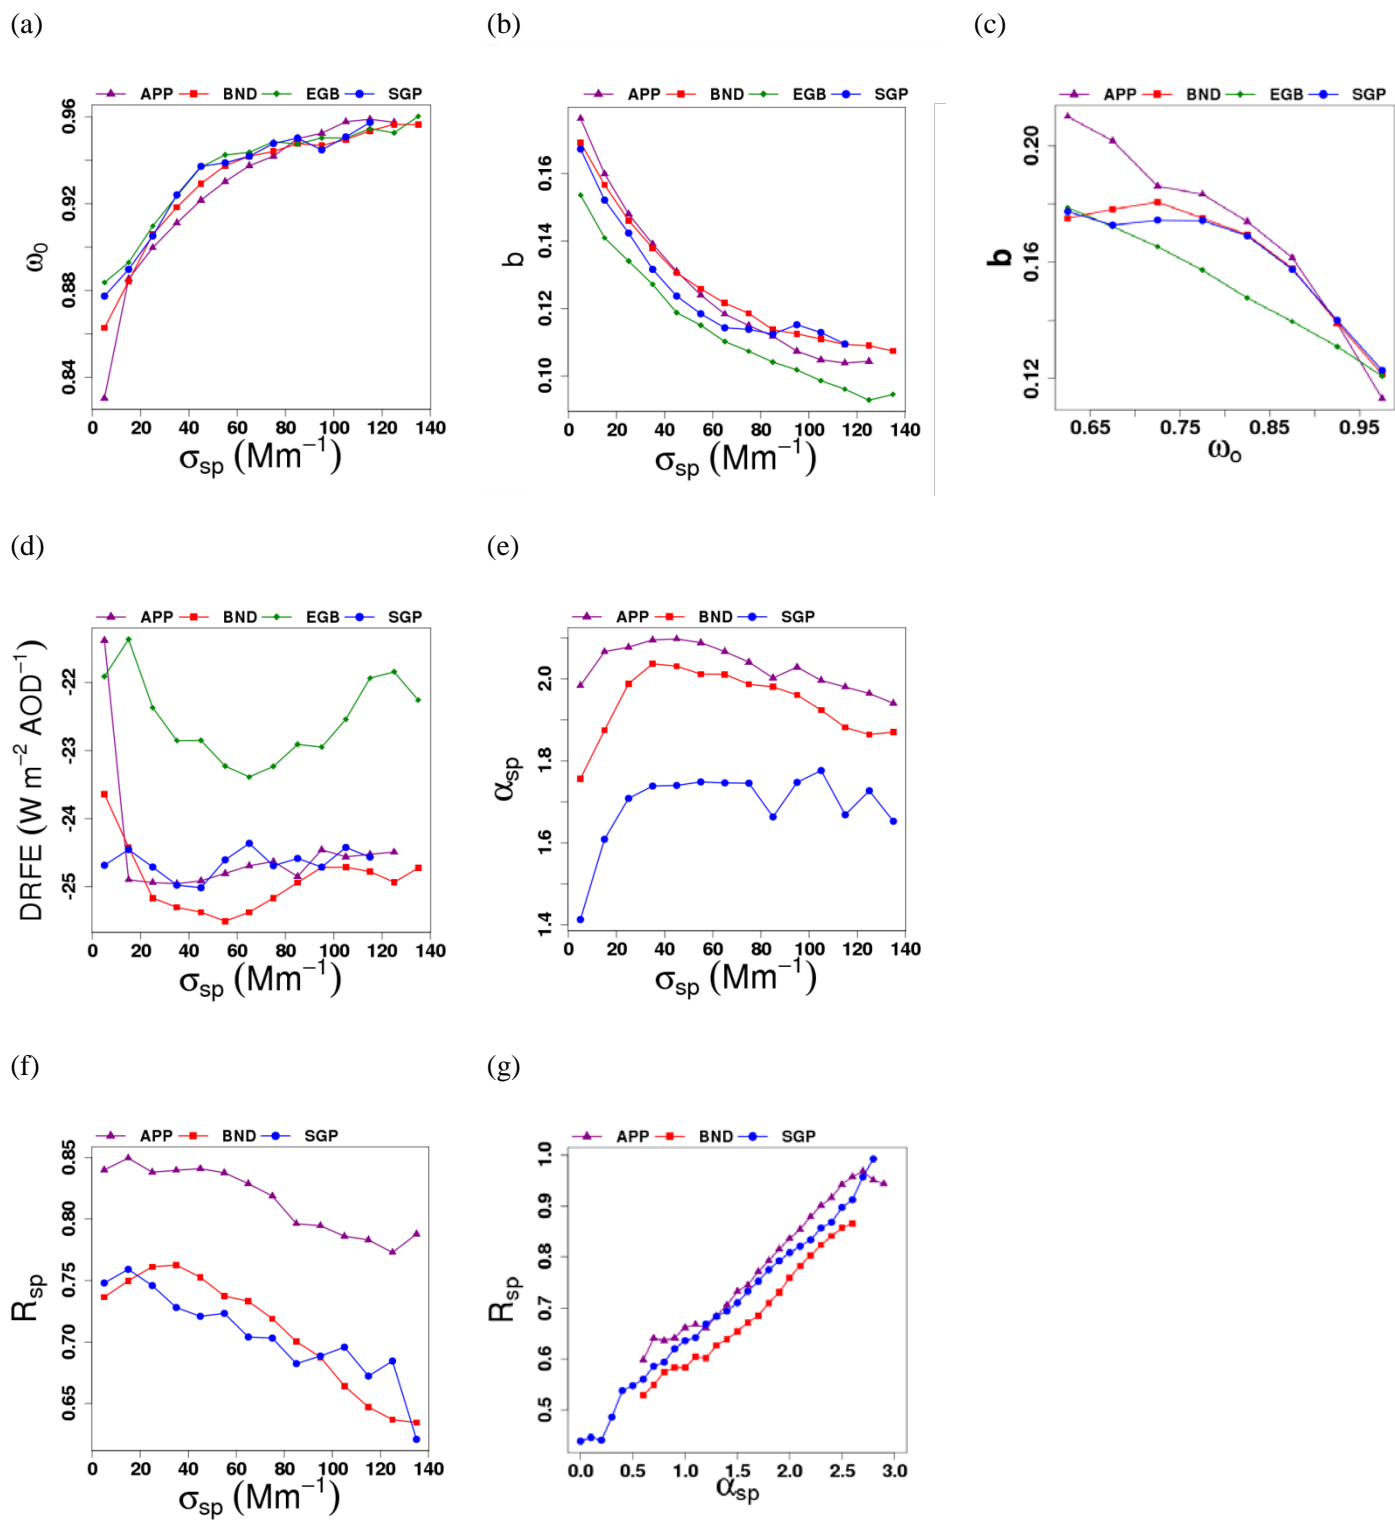 (a)
(b)
(c)
APP BND EGB SGP
0.96
0.92
0.88
0.84
ω₀
0 20 40 60 80 100 120 140
σsp (Mm⁻¹)
APP BND EGB SGP
0.16
0.14
0.12
0.10
b
0 20 40 60 80 100 120 140
σsp (Mm⁻¹)
APP BND EGB SGP
0.20
0.16
0.12
b
0.65 0.75 0.85 0.95
ωo
(d)
(e)
APP BND EGB SGP
-22
-23
-24
-25
DRFE (W m⁻² AOD⁻¹)
0 20 40 60 80 100 120 140
σsp (Mm⁻¹)
APP BND SGP
2.0
1.8
1.6
1.4
αsp
0 20 40 60 80 100 120 140
σsp (Mm⁻¹)
(f)
(g)
APP BND SGP
0.85
0.80
0.75
0.70
0.65
Rsp
0 20 40 60 80 100 120 140
σsp (Mm⁻¹)
APP BND SGP
1.0
0.9
0.8
0.7
0.6
0.5
Rsp
0.0 0.5 1.0 1.5 2.0 2.5 3.0
αsp